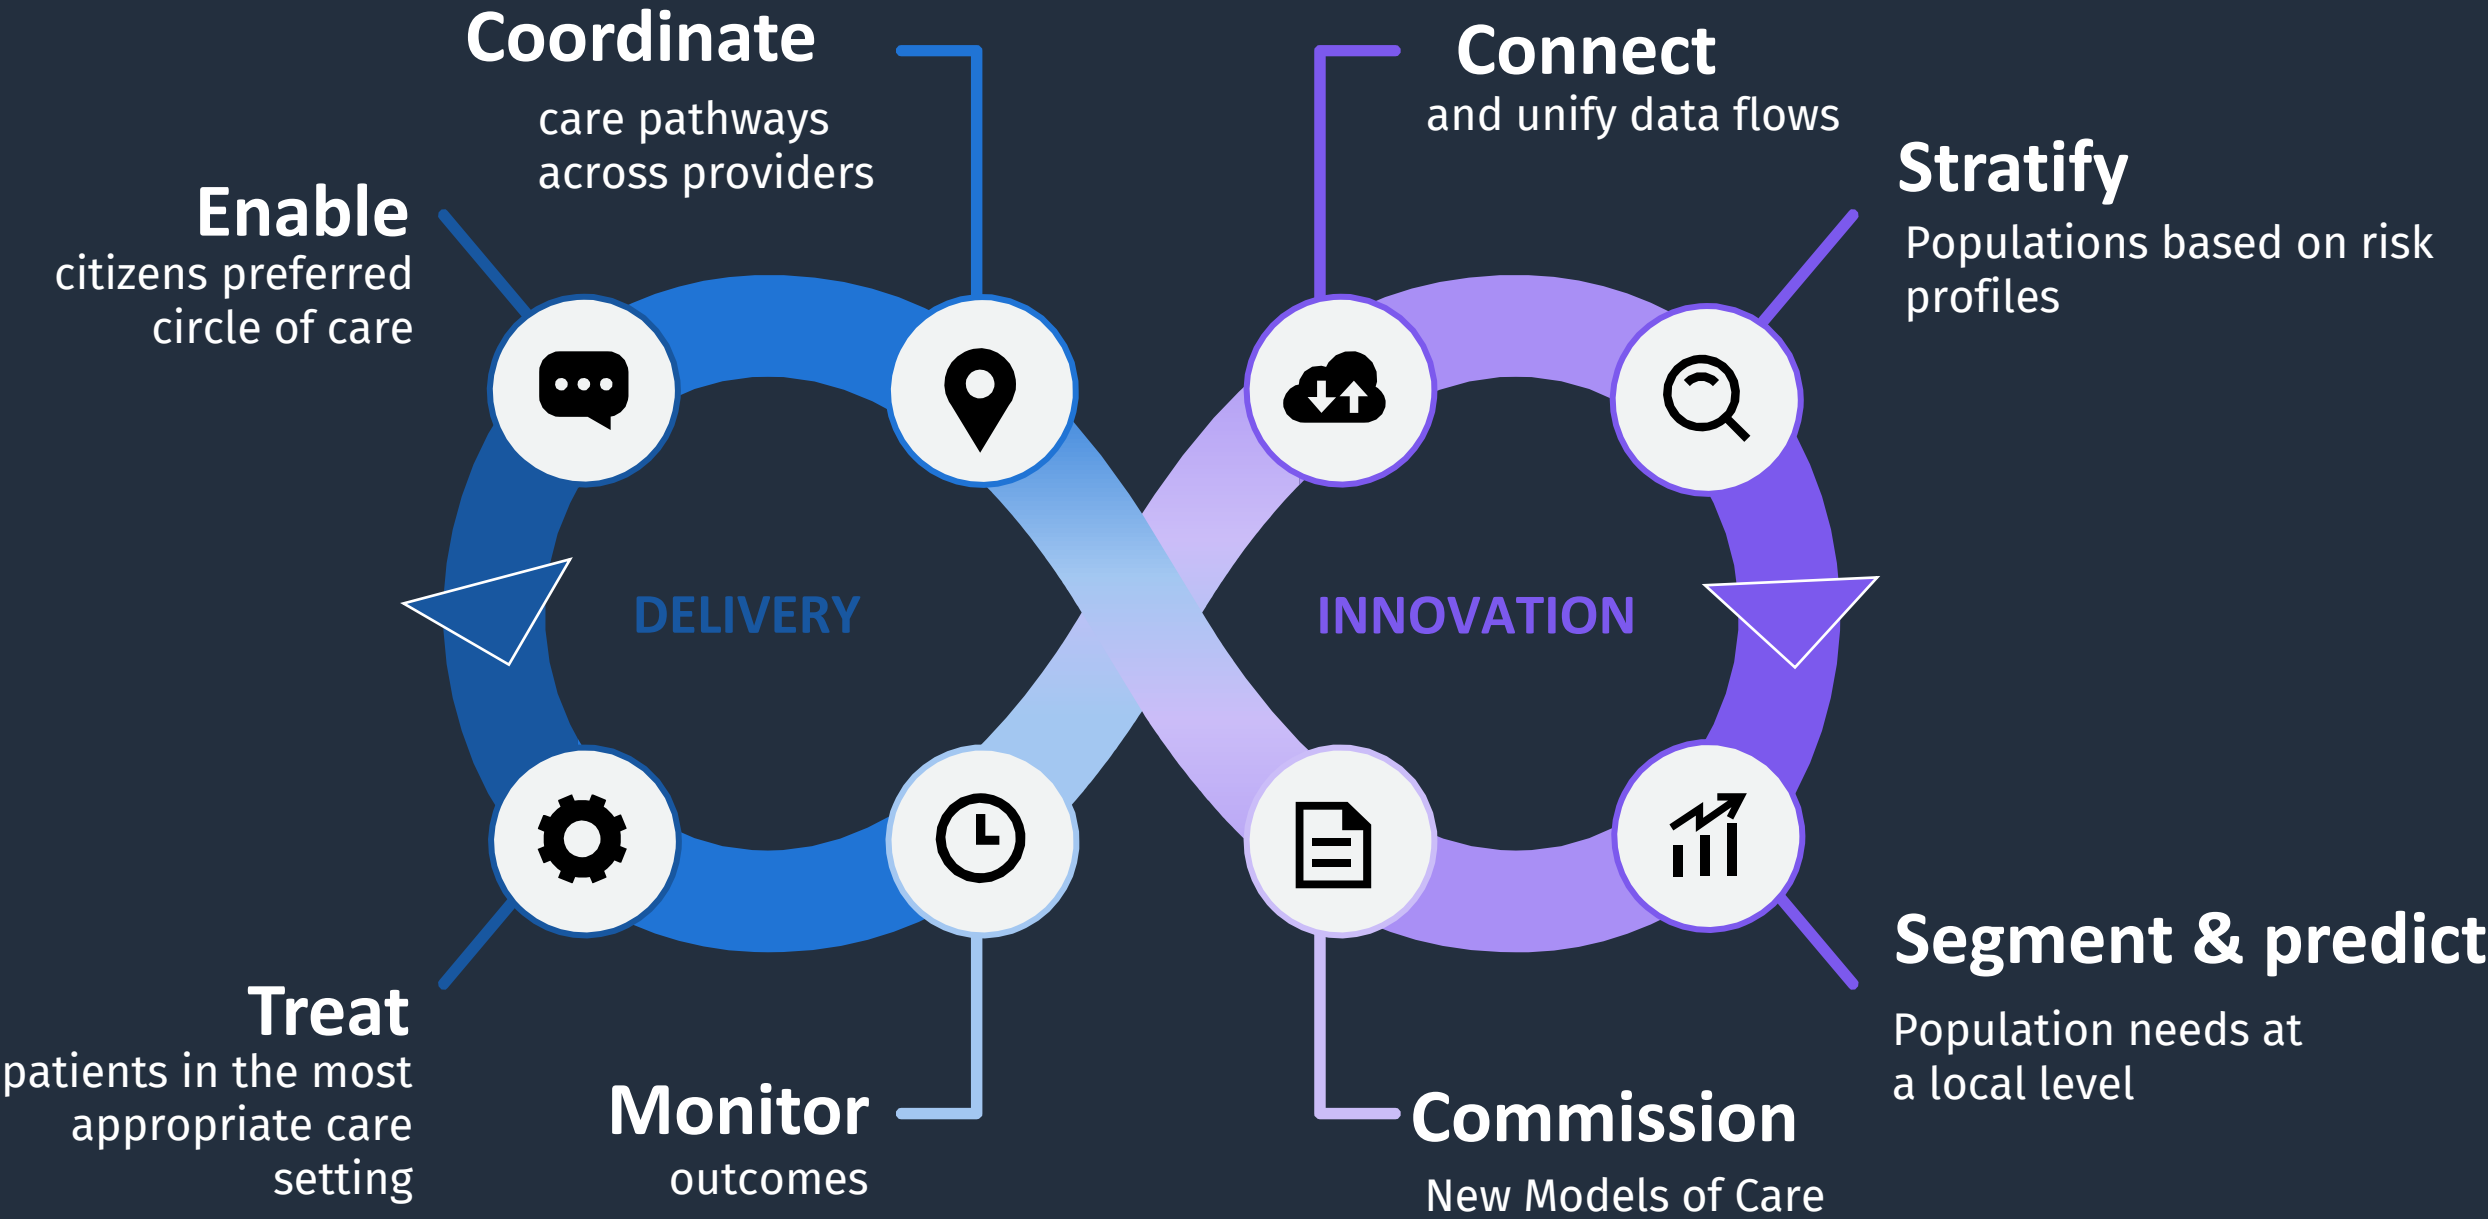 Coordinate
care pathways
across providers
Connect
and unify data flows
Enable
citizens preferred
circle of care
Stratify
Populations based on risk
profiles
DELIVERY
INNOVATION
Treat
patients in the most
appropriate care
setting
Monitor
outcomes
Commission
New Models of Care
Segment & predict
Population needs at
a local level